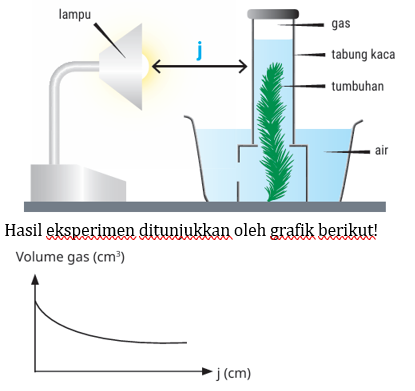 lampu
gas
j
tabung kaca
tumbuhan
air
Hasil eksperimen ditunjukkan oleh grafik berikut!
Volume gas (cm³)
j (cm)